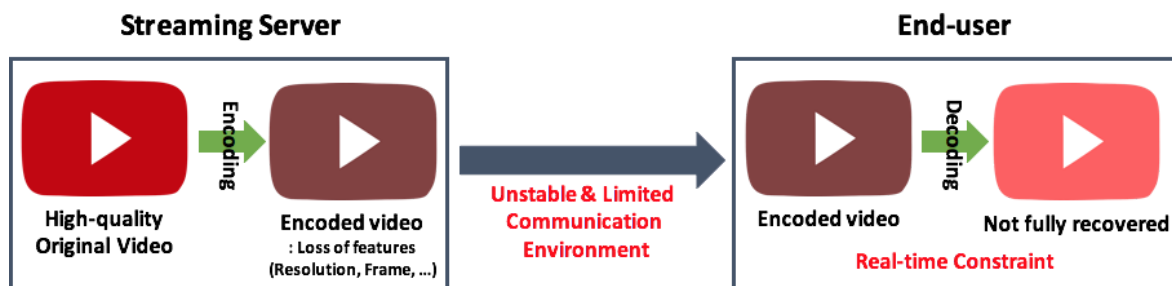 Streaming Server
End-user
Encoding
High-quality
Original Video
Encoded video
: Loss of features
(Resolution, Frame, ...)
Unstable & Limited
Communication
Environment
Decoding
Encoded video
Not fully recovered
Real-time Constraint